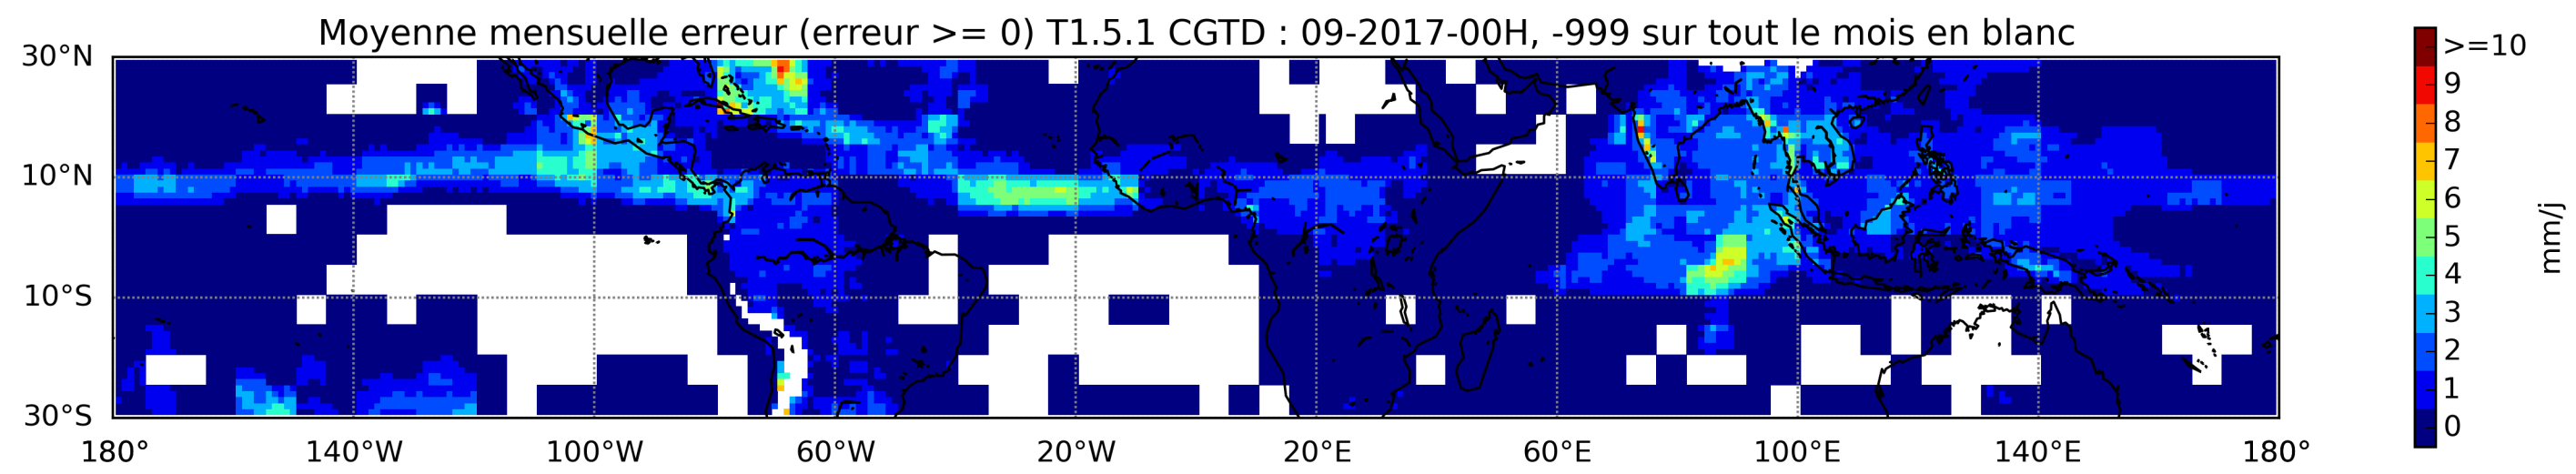 Moyenne mensuelle erreur (erreur >= 0) T1.5.1 CGTD : 09-2017-00H, -999 sur tout le mois en blanc
30°N
10°N
10°S
30°S
180°
140°W
100°W
60°W
20°W
20°E
60°E
100°E
140°E
180°
>=10
9
8
7
6
5
4
3
2
1
0
mm/j